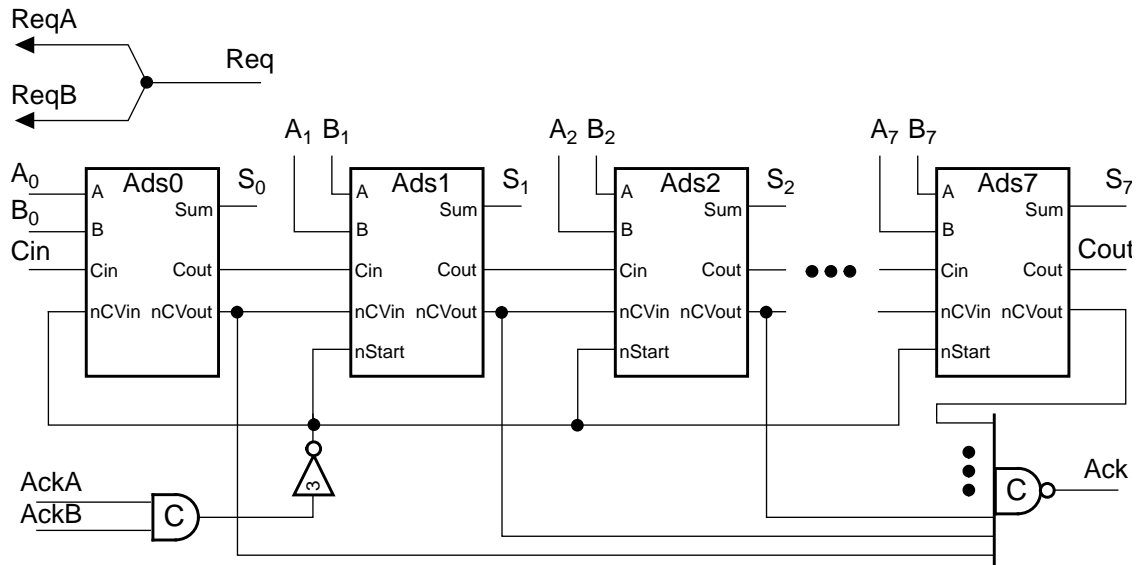 ReqA
Req
ReqB
A1 B1
A2 B2
A7 B7
A0
B0
Cin
Ads0
A
B
Cin
nCVin
Sum
Cout
nCVout
S0
Ads1
A
B
Cin
nCVin
nStart
Sum
Cout
nCVout
S1
Ads2
A
B
Cin
nCVin
nStart
Sum
Cout
nCVout
S2
Ads7
A
B
Cin
nCVin
nStart
Sum
Cout
nCVout
S7
Cout
AckA
AckB
C
3
C
Ack